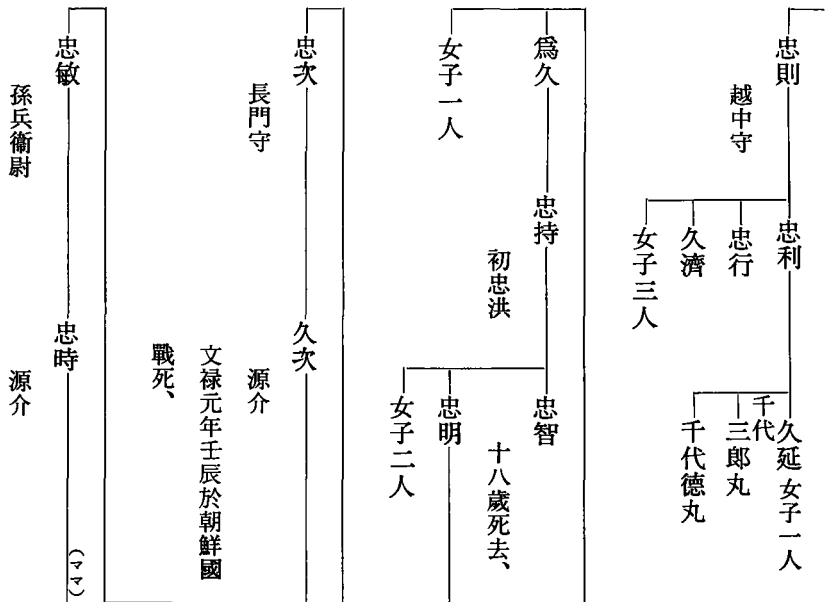 忠則
越中守
忠利
忠行
久濟
女子三人
久延 女子一人
千代
三郎丸
千代德丸
爲久
女子一人
忠持
初忠洪
忠智
十八歲死去、
忠明
女子二人
忠次
長門守
久次
源介
文禄元年壬辰於朝鮮國
戰死、
忠敏
孫兵衞尉
忠時
源介
(ママ)